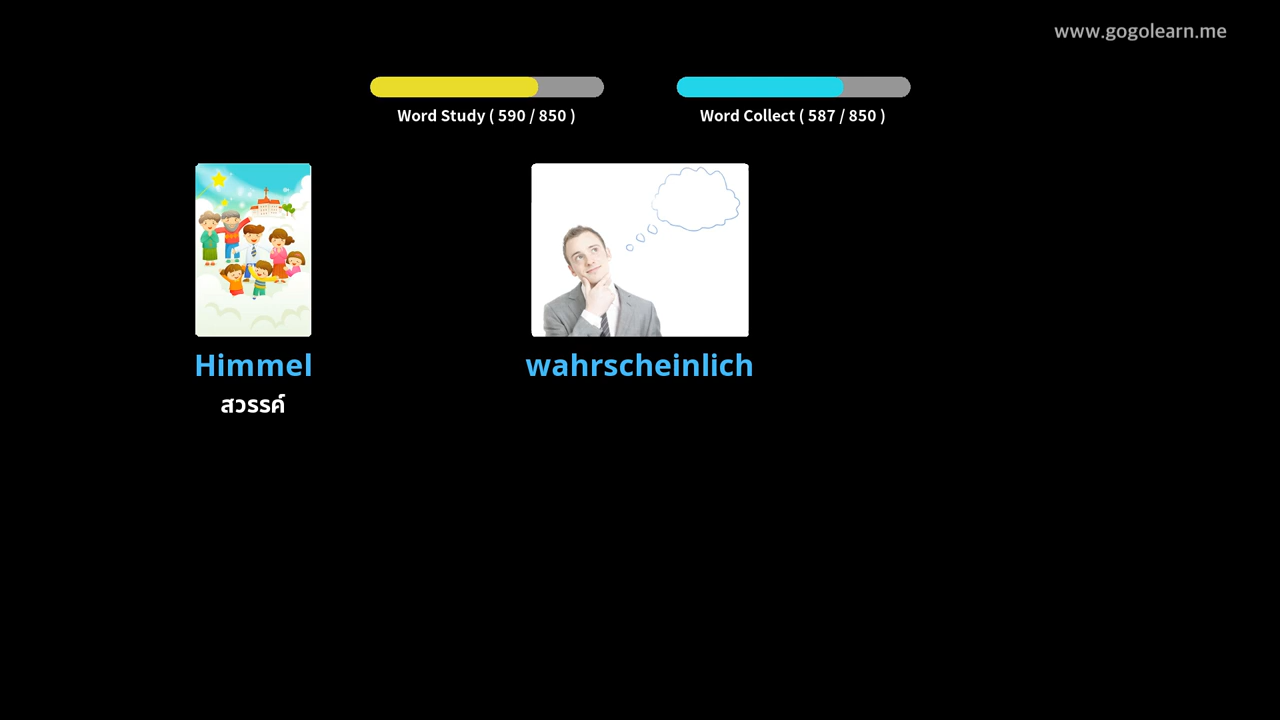 www.gogolearn.me
Word Study ( 590 / 850 )
Word Collect ( 587 / 850 )
Himmel
สวรรค์
wahrscheinlich